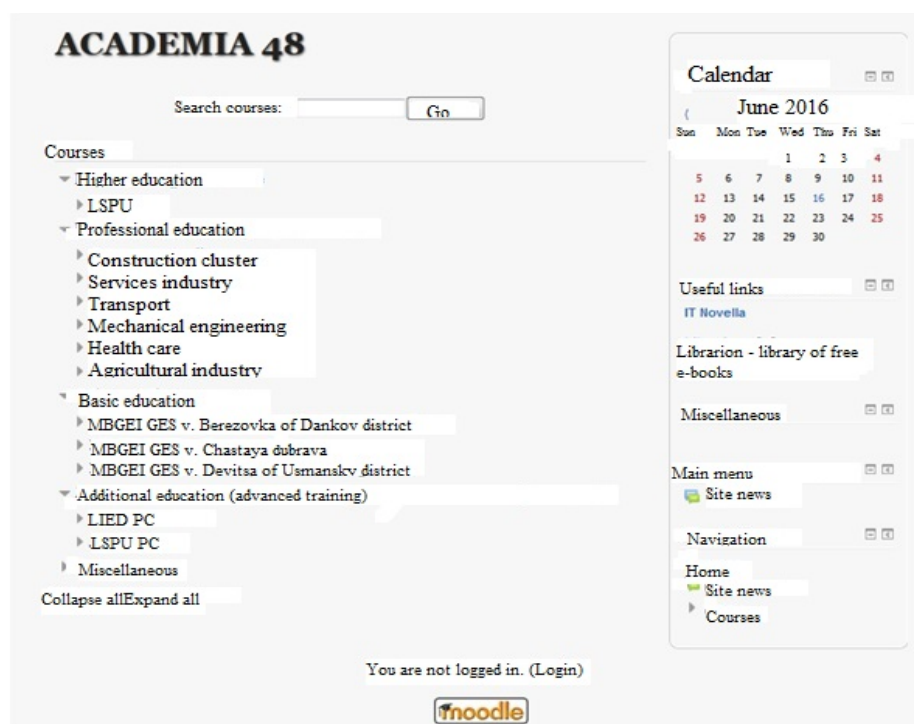 ACADEMIA 48
Search courses:
Go
Courses
Higher education
LSPU
Professional education
Construction cluster
Services industry
Transport
Mechanical engineering
Health care
Agricultural industry
Basic education
MBGEI GES v. Berezovka of Dankov district
MBGEI GES v. Chastaya dubrava
MBGEI GES v. Devitsa of Usmansky district
Additional education (advanced training)
LIED PC
LSPU PC
Miscellaneous
Collapse allExpand all
Calendar
June 2016
Sun Mon Tue Wed Thu Fri Sat
1 2 3 4
5 6 7 8 9 10 11
12 13 14 15 16 17 18
19 20 21 22 23 24 25
26 27 28 29 30
Useful links
IT Novella
Librarion - library of free
e-books
Miscellaneous
Main menu
Site news
Navigation
Home
Site news
Courses
You are not logged in. (Login)
moodle